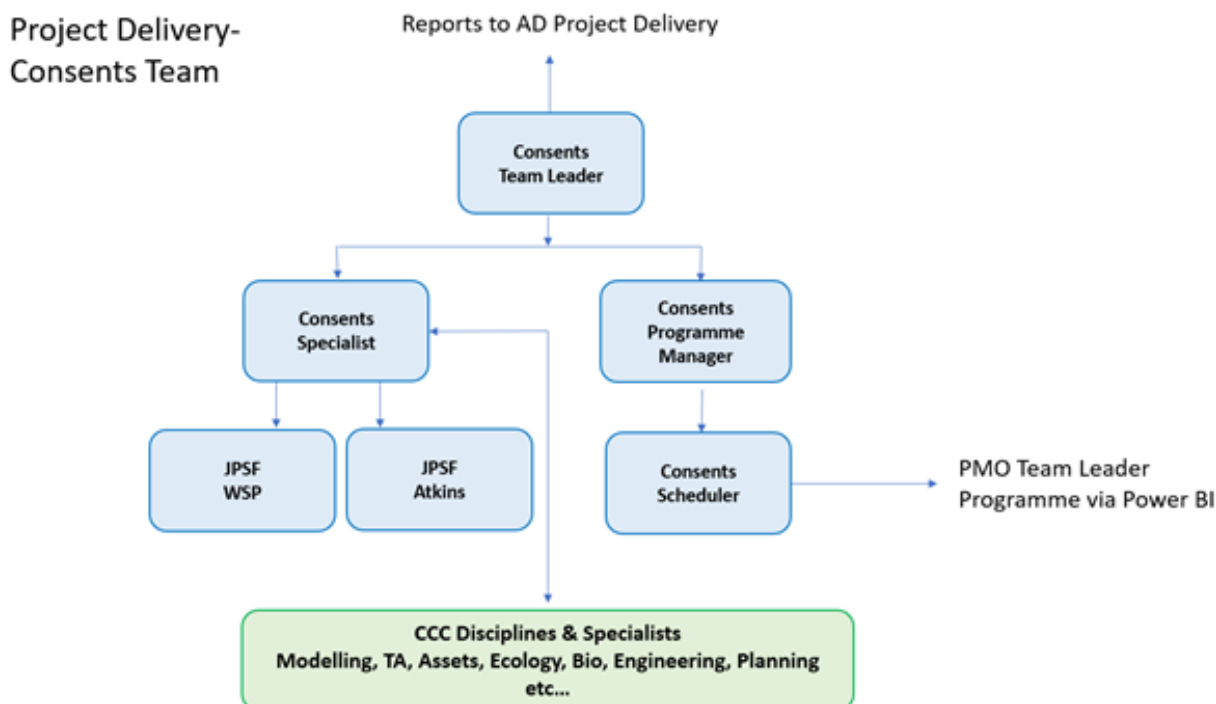 Project Delivery-
Consents Team
Reports to AD Project Delivery
Consents
Team Leader
Consents
Specialist
Consents
Programme
Manager
JPSF
WSP
JPSF
Atkins
Consents
Scheduler
PMO Team Leader
Programme via Power BI
CCC Disciplines & Specialists
Modelling, TA, Assets, Ecology, Bio, Engineering, Planning
etc...